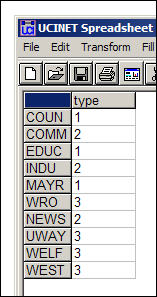 UCINET Spreadsheet
File Edit Transform Fill
type
COUN 1
COMM 2
EDUC 1
INDU 2
MAYR 1
WRO 3
NEWS 2
UWAY 3
WELF 3
WEST 3